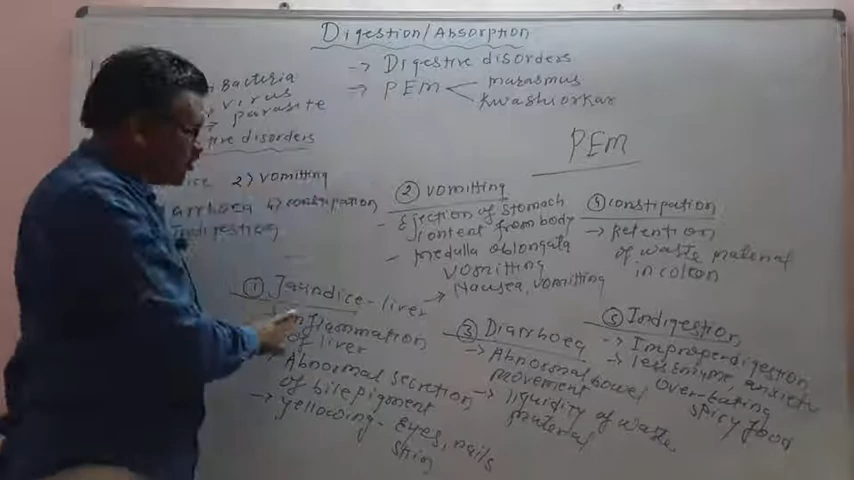 Digestion/Absorption
-> Digestive disorders
-> PEM
marasmus
Kwashiorkar
Bacteria
virus
parasite
tive disorders
2) vomitting
arrhoea 4) constipation
Indigestion
PEM
② vomitting
- Ejection of stomach
content from body
- medulla oblongata
vomitting
-> Nausea, vomitting
④ constipation
-> Retention
of waste material
in colton
① Jaundice - liver
Inflammation
of liver
Abnormal secretion
of bile pigment
-> yellowing - eyes, nails
skin
③ Diarrhoea
-> Abnormal bowel
movement
-> liquidity of waste
material
⑤ Indigestion
-> Improper digestion
-> less enzyme, anxiety
over-eating
spicy food